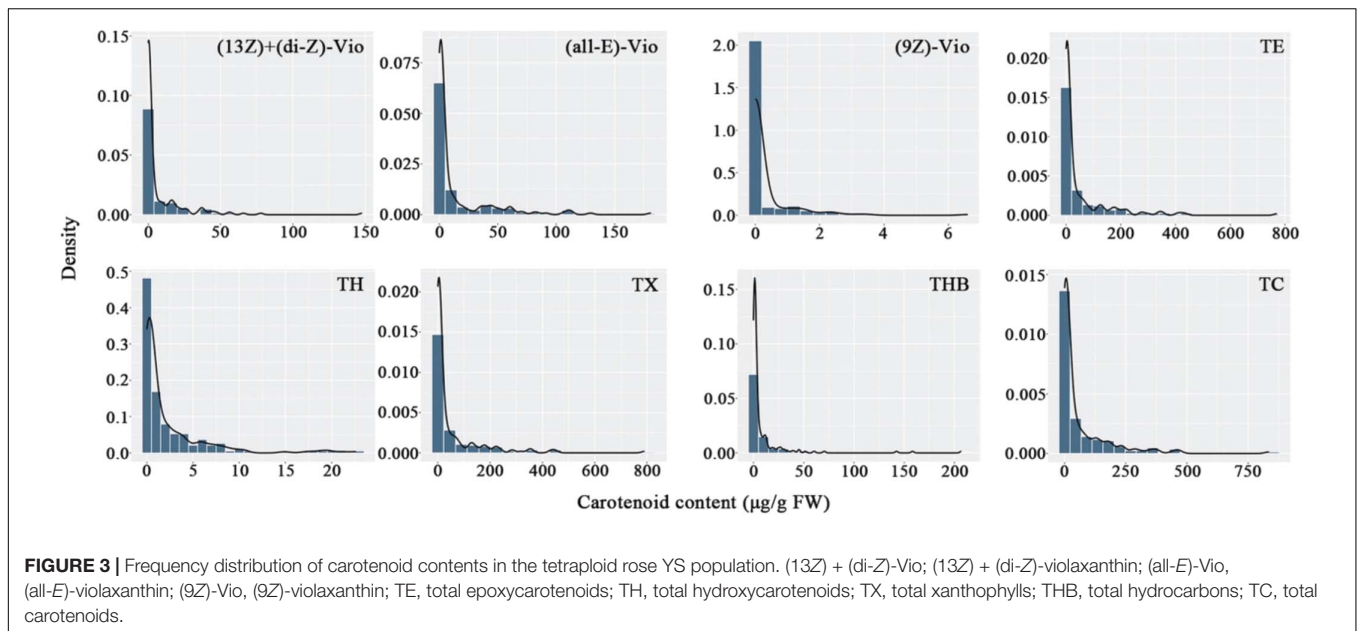 (13Z)+(di-Z)-Vio
0.15
0.10
0.05
0.00
0 50 100 150
(all-E)-Vio
0.075
0.050
0.025
0.000
0 50 100 150
(9Z)-Vio
2.0
1.5
1.0
0.5
0.0
0 2 4 6
TE
0.020
0.015
0.010
0.005
0.000
0 200 400 600 800
Density
TH
0.5
0.4
0.3
0.2
0.1
0.0
0 5 10 15 20
TX
0.020
0.015
0.010
0.005
0.000
0 200 400 600 800
THB
0.15
0.10
0.05
0.00
0 50 100 150 200
TC
0.015
0.010
0.005
0.000
0 250 500 750
Carotenoid content (µg/g FW)
FIGURE 3 | Frequency distribution of carotenoid contents in the tetraploid rose YS population. (13Z) + (di-Z)-Vio; (13Z) + (di-Z)-violaxanthin; (all-E)-Vio,
(all-E)-violaxanthin; (9Z)-Vio, (9Z)-violaxanthin; TE, total epoxycarotenoids; TH, total hydroxycarotenoids; TX, total xanthophylls; THB, total hydrocarbons; TC, total
carotenoids.